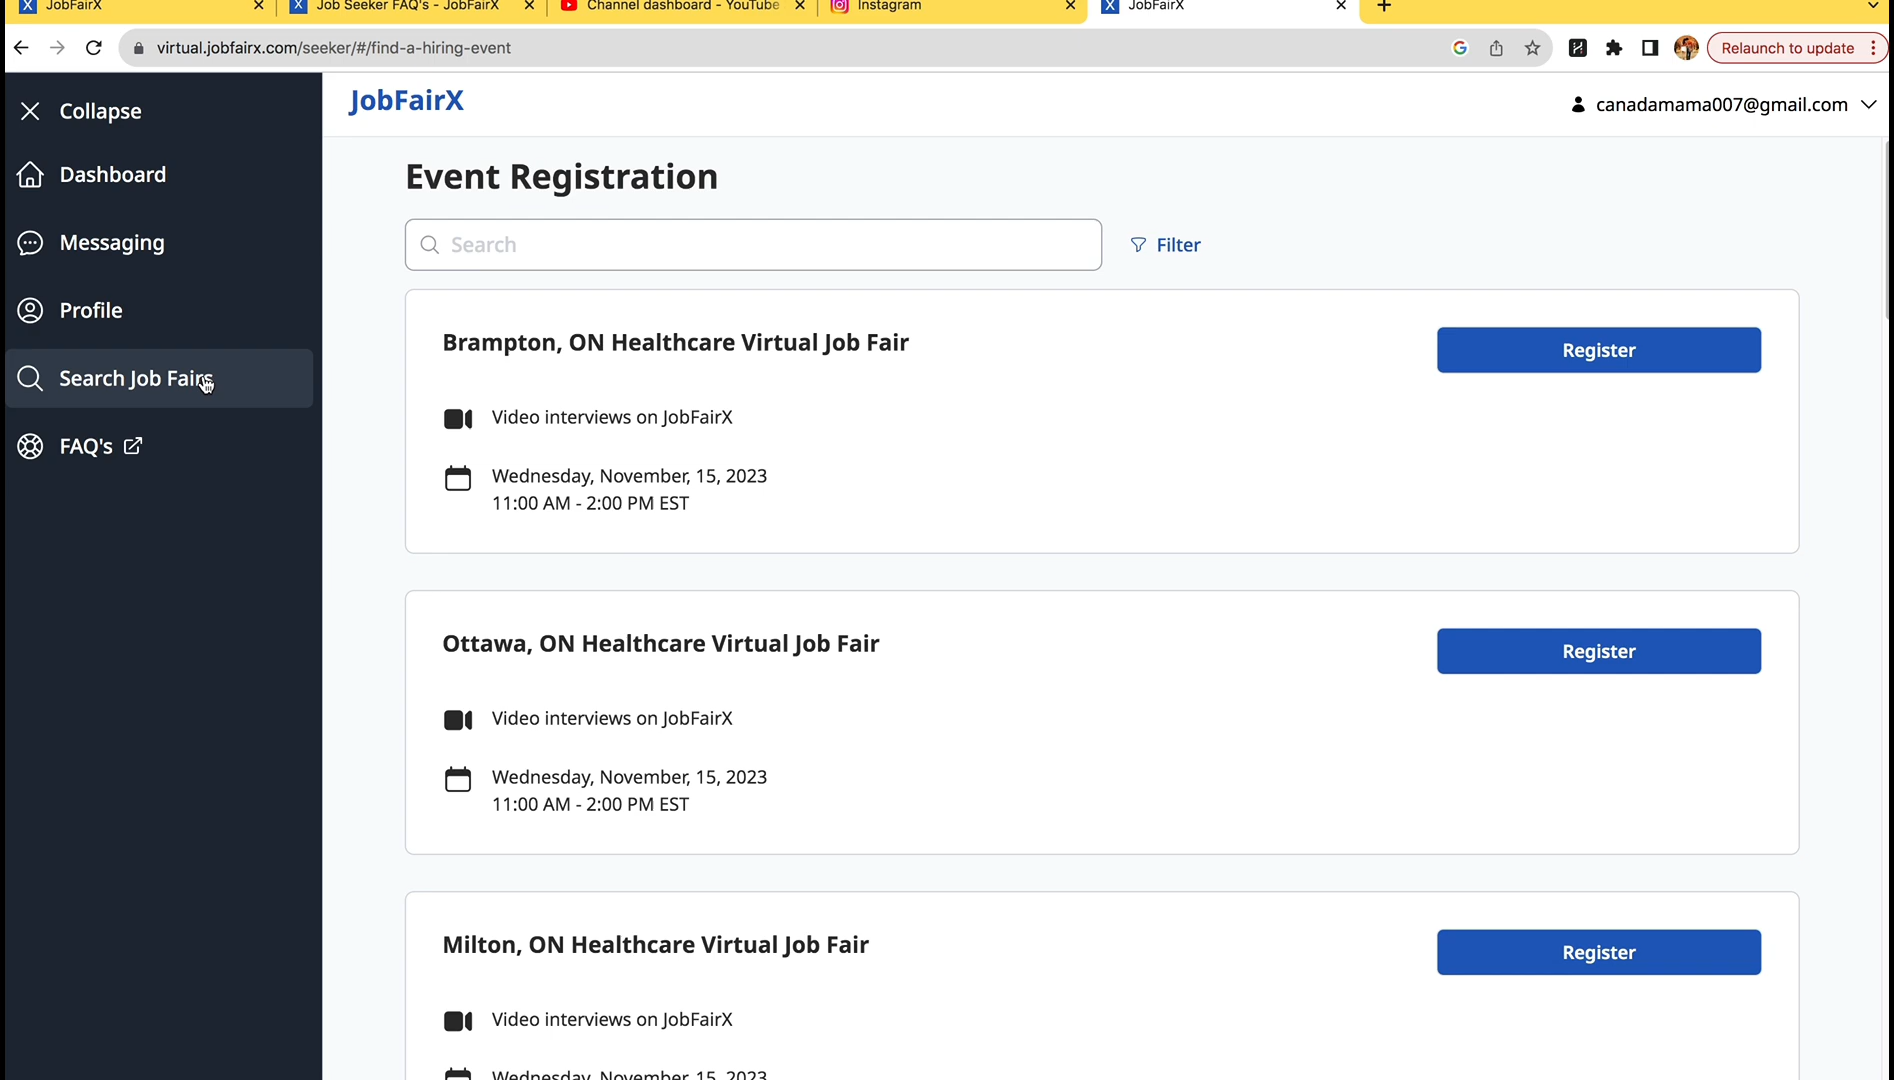 JobFairX
Job Seeker FAQ's - JobFairX
Channel dashboard - YouTube
Instagram
JobFairX
virtual.jobfairx.com/seeker/#/find-a-hiring-event
Relaunch to update
Collapse
Dashboard
Messaging
Profile
Search Job Fairs
FAQ's
JobFairX
canadamama007@gmail.com
Event Registration
Search
Filter
Brampton, ON Healthcare Virtual Job Fair
Register
Video interviews on JobFairX
Wednesday, November, 15, 2023
11:00 AM - 2:00 PM EST
Ottawa, ON Healthcare Virtual Job Fair
Register
Video interviews on JobFairX
Wednesday, November, 15, 2023
11:00 AM - 2:00 PM EST
Milton, ON Healthcare Virtual Job Fair
Register
Video interviews on JobFairX
Wednesday, November, 15, 2023